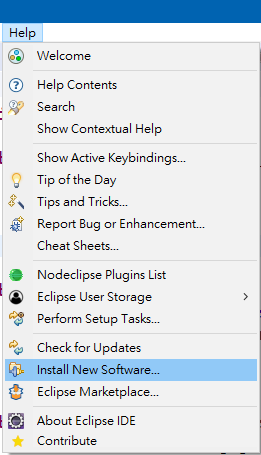 Help
Welcome
Help Contents
Search
Show Contextual Help
Show Active Keybindings...
Tip of the Day
Tips and Tricks...
Report Bug or Enhancement...
Cheat Sheets...
Nodeclipse Plugins List
Eclipse User Storage
Perform Setup Tasks...
Check for Updates
Install New Software...
Eclipse Marketplace...
About Eclipse IDE
Contribute